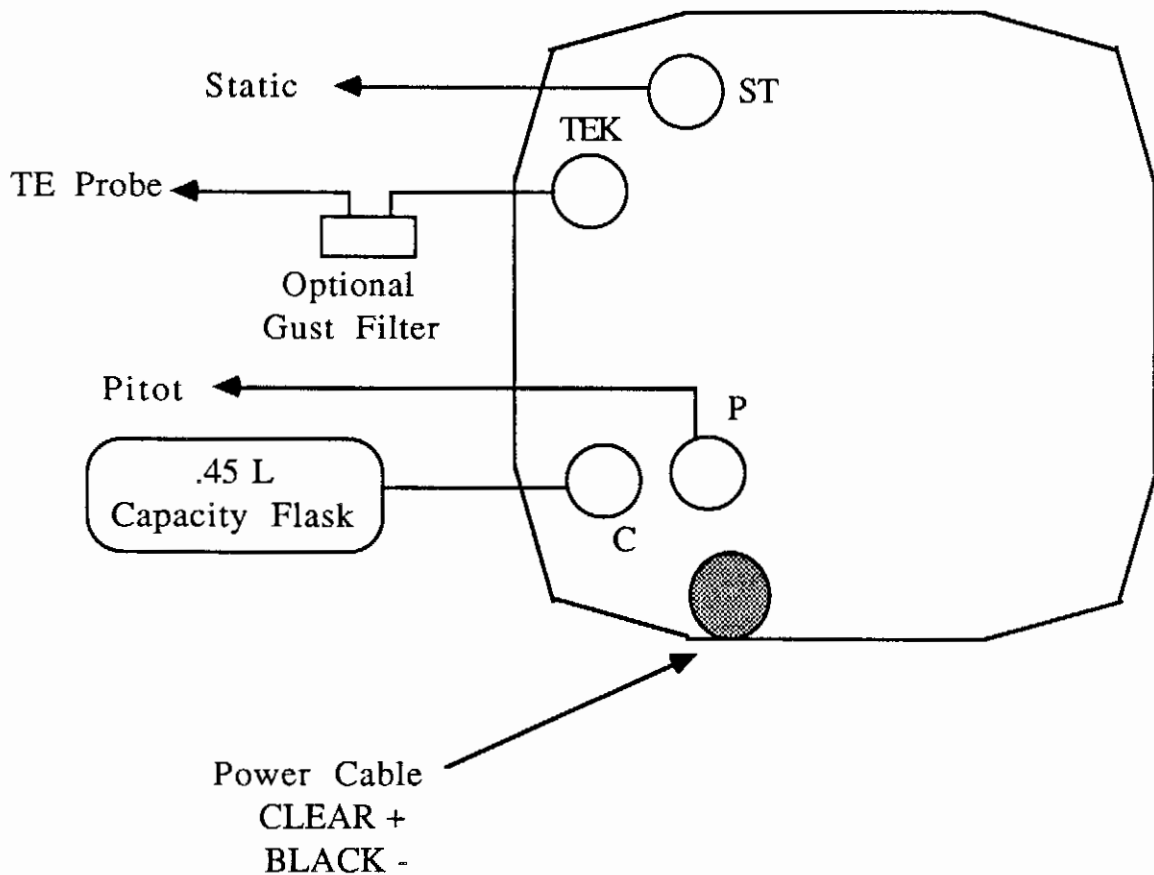 Static
ST
TEK
TE Probe
Optional
Gust Filter
Pitot
P
.45 L
Capacity Flask
C
Power Cable
CLEAR +
BLACK -